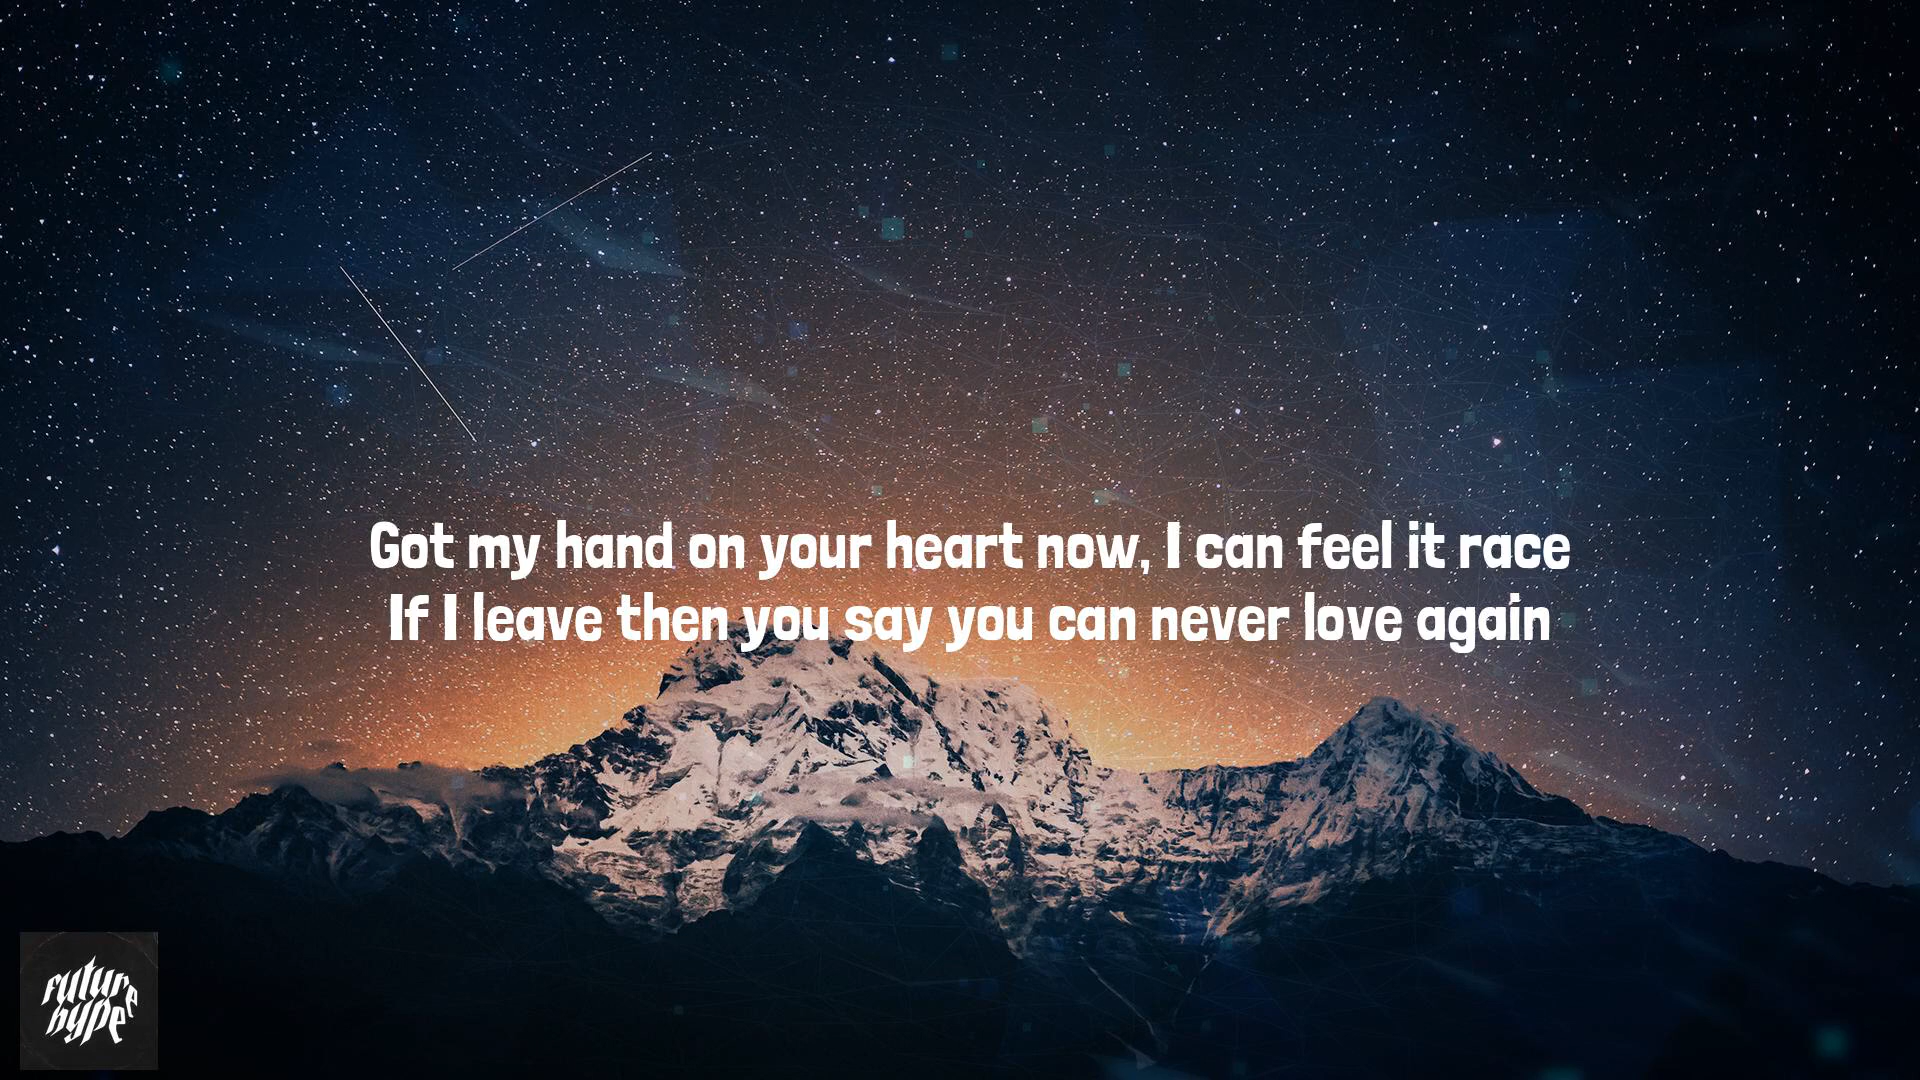 Got my hand on your heart now, I can feel it race
If I leave then you say you can never love again
future
hype